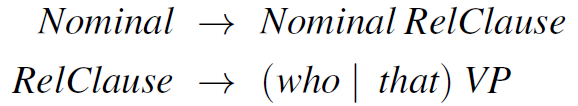 Nominal → Nominal RelClause
RelClause → (who | that) VP